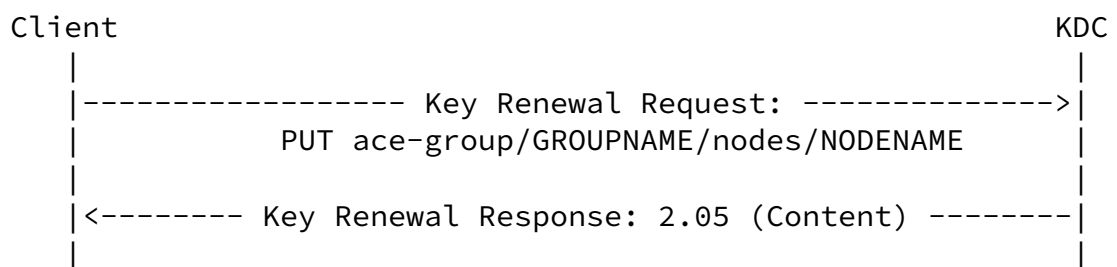 Client KDC
Key Renewal Request:
PUT ace-group/GROUPNAME/nodes/NODENAME
Key Renewal Response: 2.05 (Content)